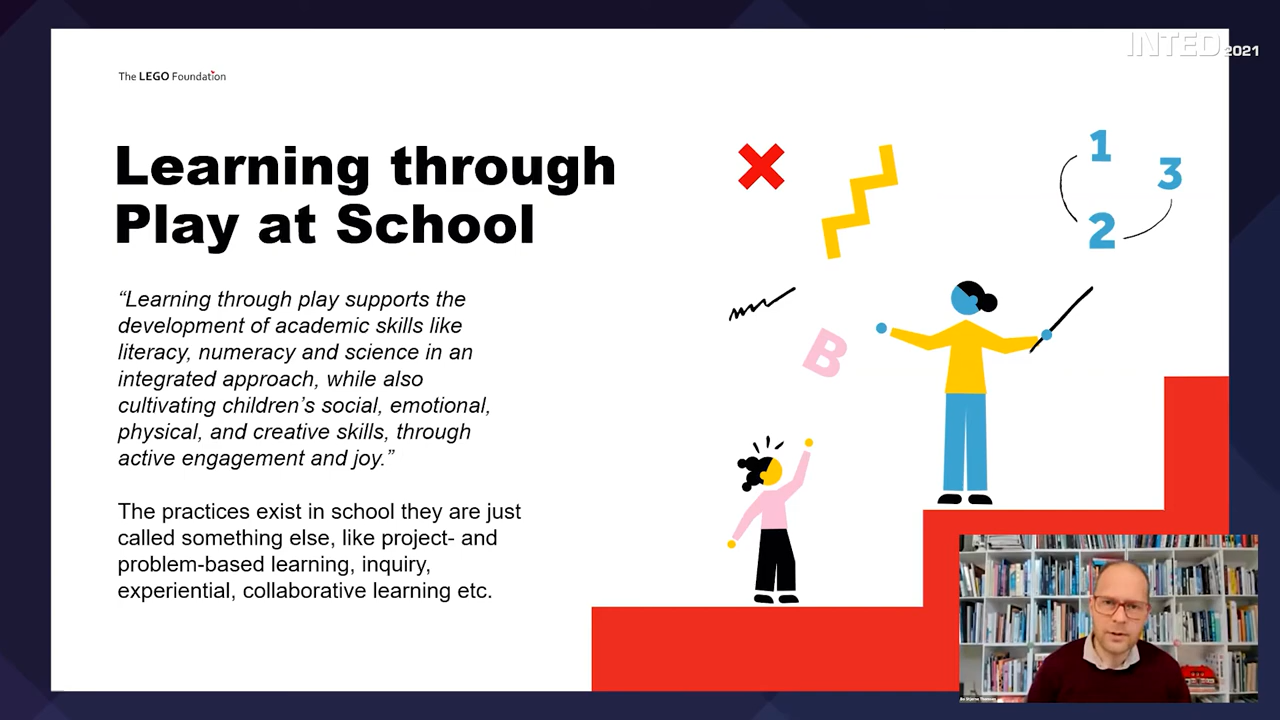 INTED2021
The LEGO Foundation
Learning through
Play at School
“Learning through play supports the
development of academic skills like
literacy, numeracy and science in an
integrated approach, while also
cultivating children’s social, emotional,
physical, and creative skills, through
active engagement and joy.”
The practices exist in school they are just
called something else, like project- and
problem-based learning, inquiry,
experiential, collaborative learning etc.
1
3
2
B